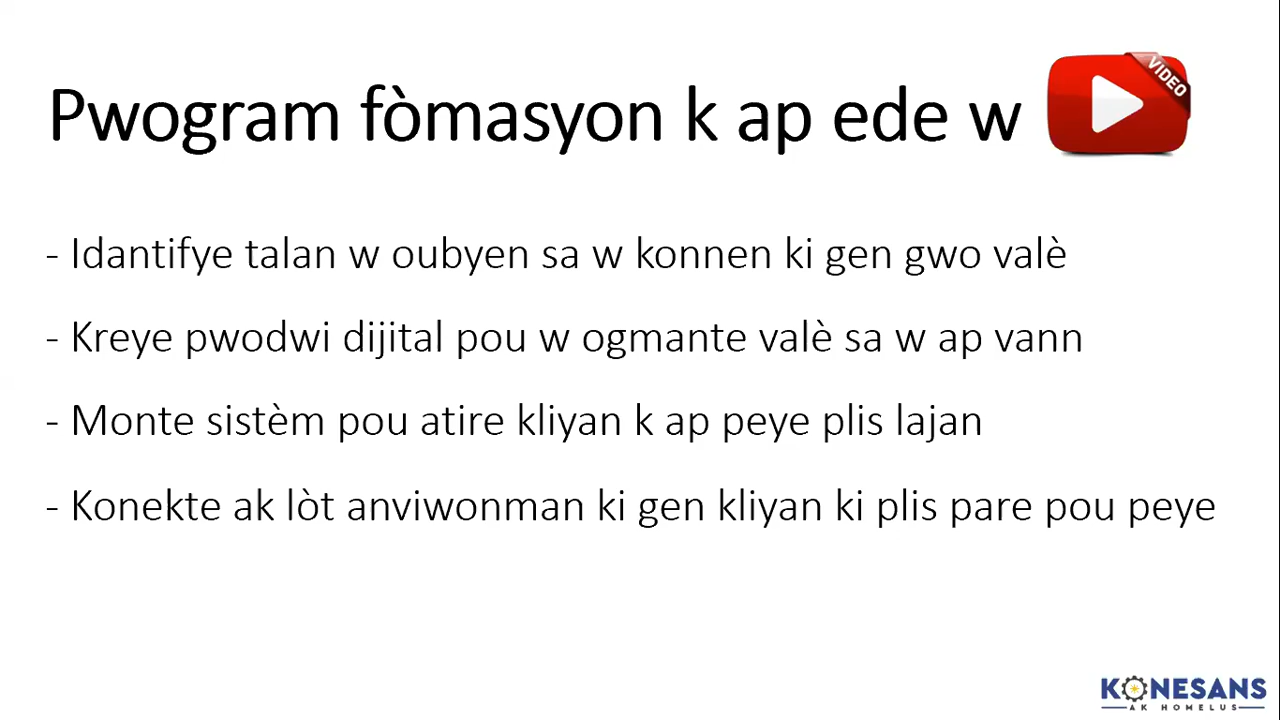 Pwogram fòmasyon k ap ede w
VIDEO
- Idantifye talan w oubyen sa w konnen ki gen gwo valè
- Kreye pwodwi dijital pou w ogmante valè sa w ap vann
- Monte sistèm pou atire kliyan k ap peye plis lajan
- Konekte ak lòt anviwonman ki gen kliyan ki plis pare pou peye
KONESANS
AK HOMELUS